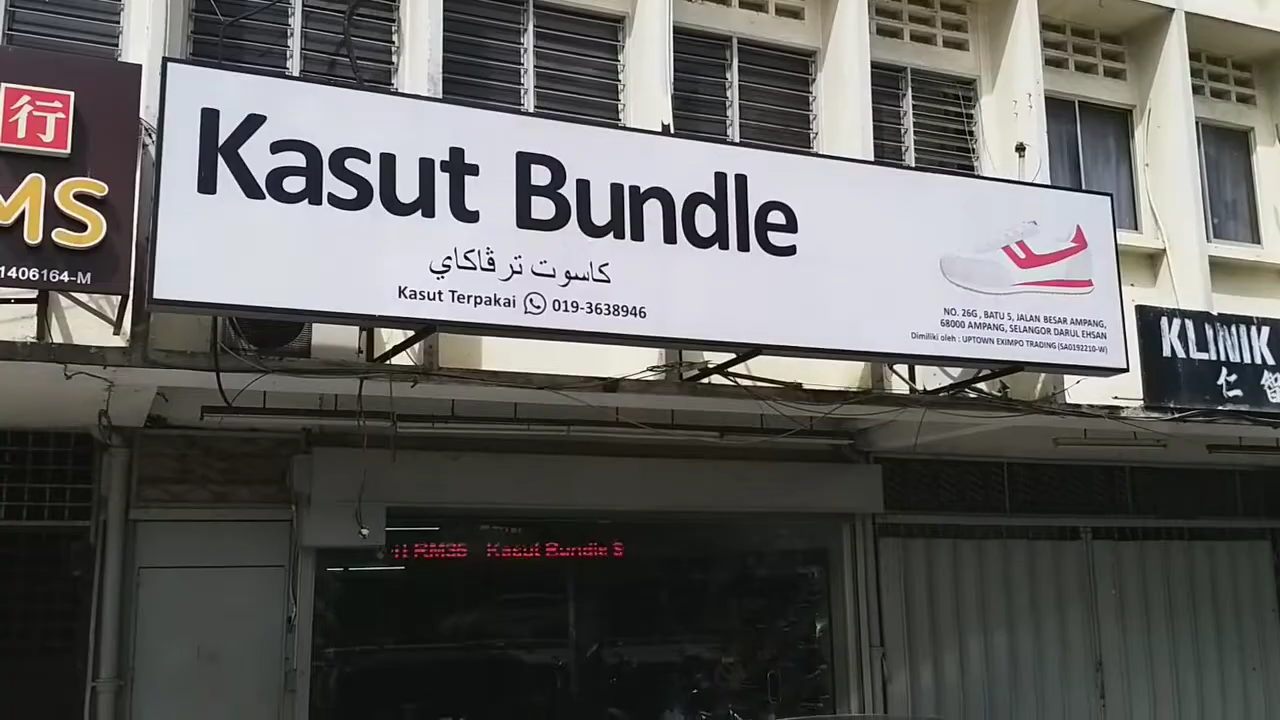 行
MS
1406164-M
Kasut Bundle
كاسوت ترڤاكاي
Kasut Terpakai 019-3638946
NO. 26G , BATU 5, JALAN BESAR AMPANG,
68000 AMPANG, SELANGOR DARUL EHSAN
Dimiliki oleh : UPTOWN EXIMPO TRADING (SA0192210-W)
KLINIK
仁
RM35 Kasut Bundle S